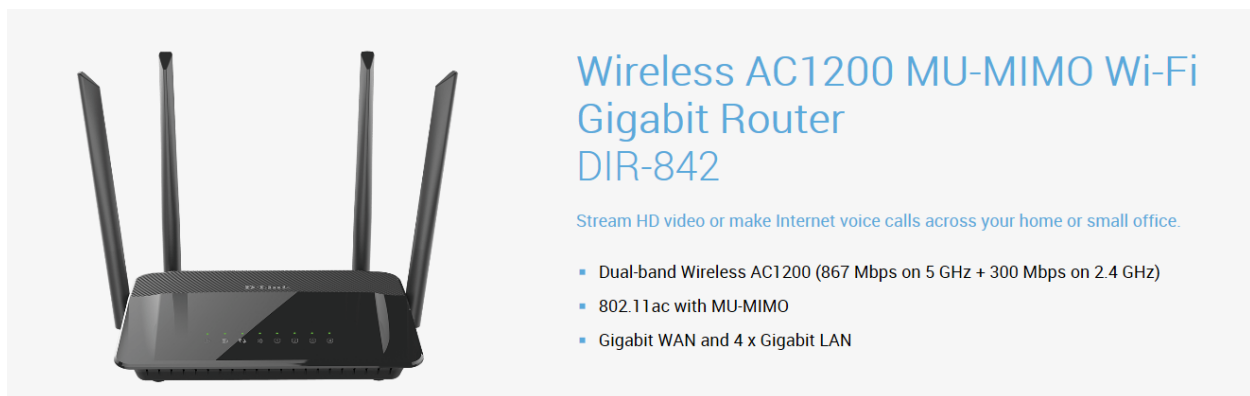 Wireless AC1200 MU-MIMO Wi-Fi
Gigabit Router
DIR-842
Stream HD video or make Internet voice calls across your home or small office.
Dual-band Wireless AC1200 (867 Mbps on 5 GHz + 300 Mbps on 2.4 GHz)
802.11ac with MU-MIMO
Gigabit WAN and 4 x Gigabit LAN
D-Link